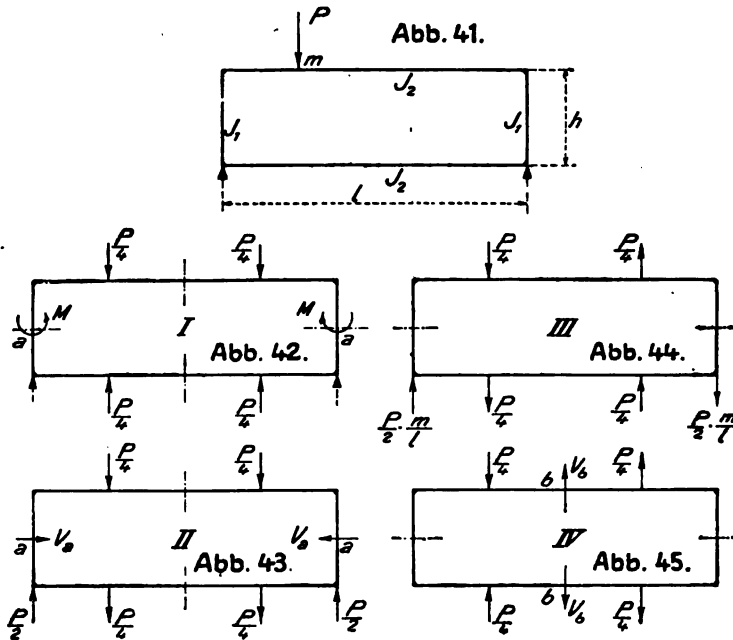 P
Abb. 41.
m
J₂
J₁
J₁
h
J₂
l
P/4
P/4
M
M
a
a
I
Abb. 42.
P/4
P/4
P/4
P/4
III
Abb. 44.
P/2 · m/l
P/4
P/4
P/2 · m/l
P/4
P/4
a
Vₐ
II
Vₐ
a
Abb. 43.
P/2
P/4
P/4
P/2
P/4
b
V_b
P/4
IV
Abb. 45.
P/4
b
V_b
P/4